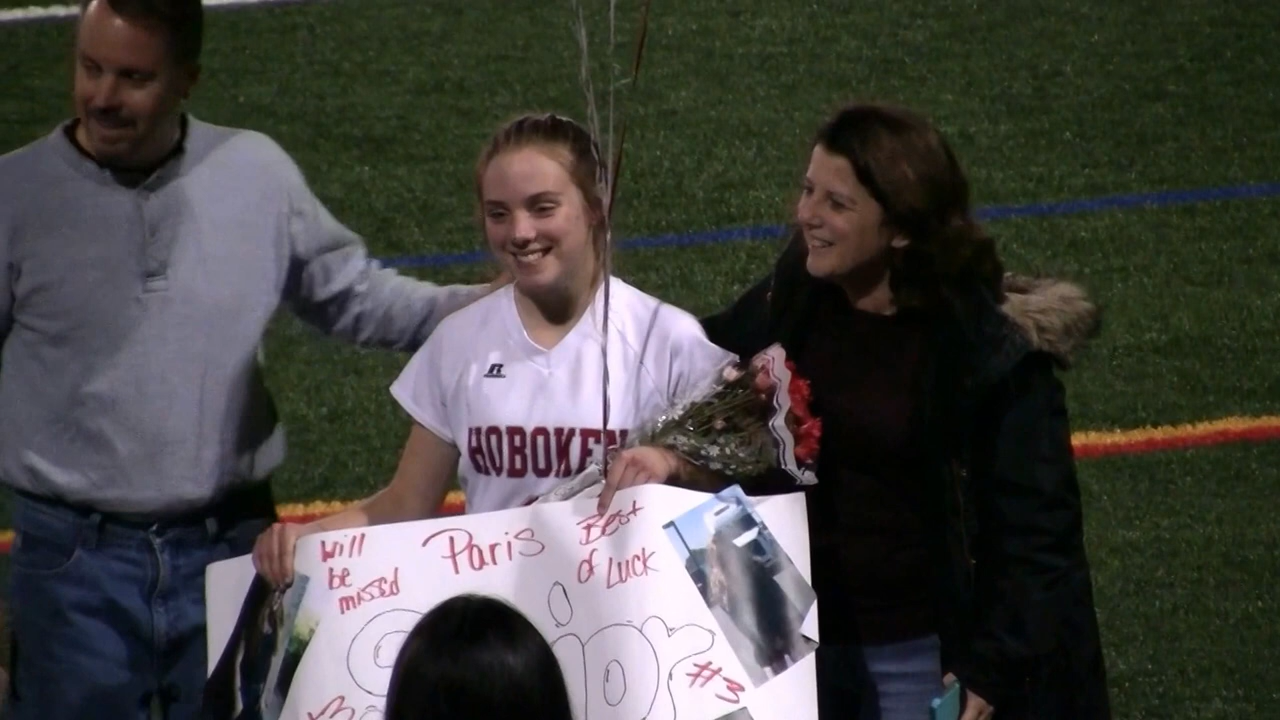 R
HOBOKEN
Will
be
missed
Paris
Best
of Luck
#3